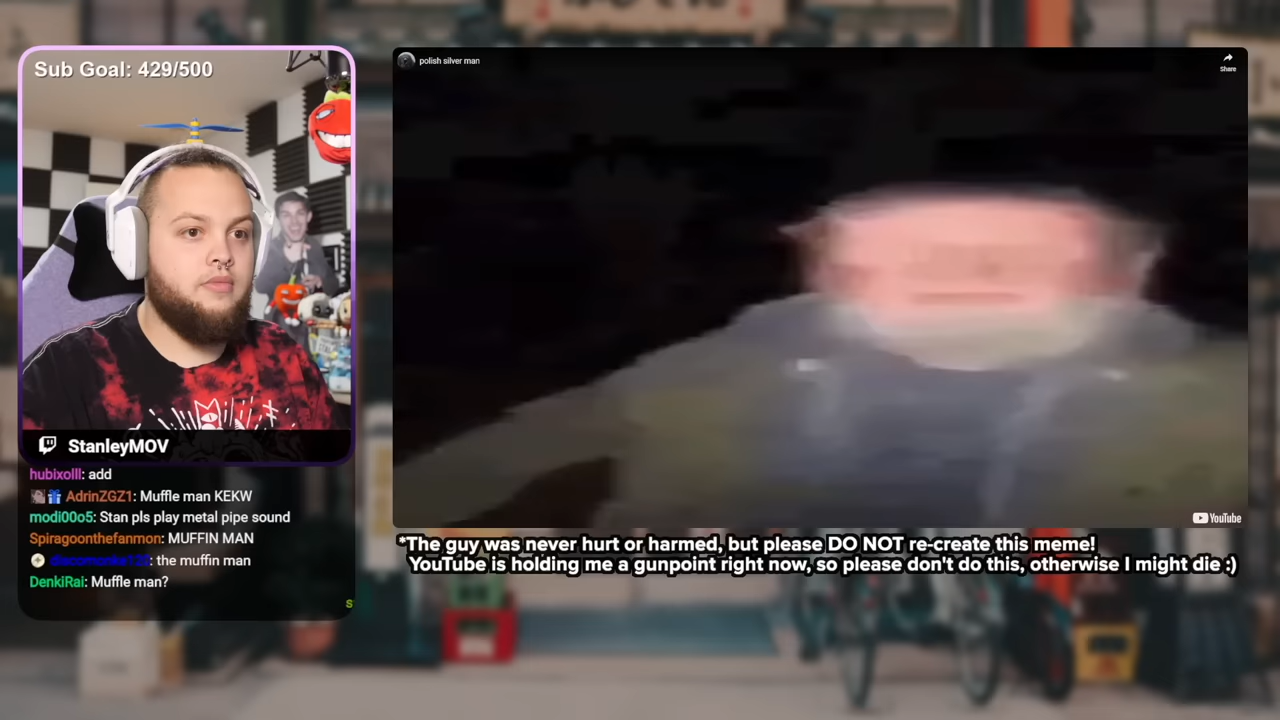 Sub Goal: 429/500
polish silver man
Share
StanleyMOV
hubixolll: add
AdrinZGZ1: Muffle man KEKW
modi00o5: Stan pls play metal pipe sound
Spiragoonthefanmon: MUFFIN MAN
: the muffin man
DenkiRai: Muffle man?
YouTube
*The guy was never hurt or harmed, but please DO NOT re-create this meme!
YouTube is holding me a gunpoint right now, so please don't do this, otherwise I might die :)